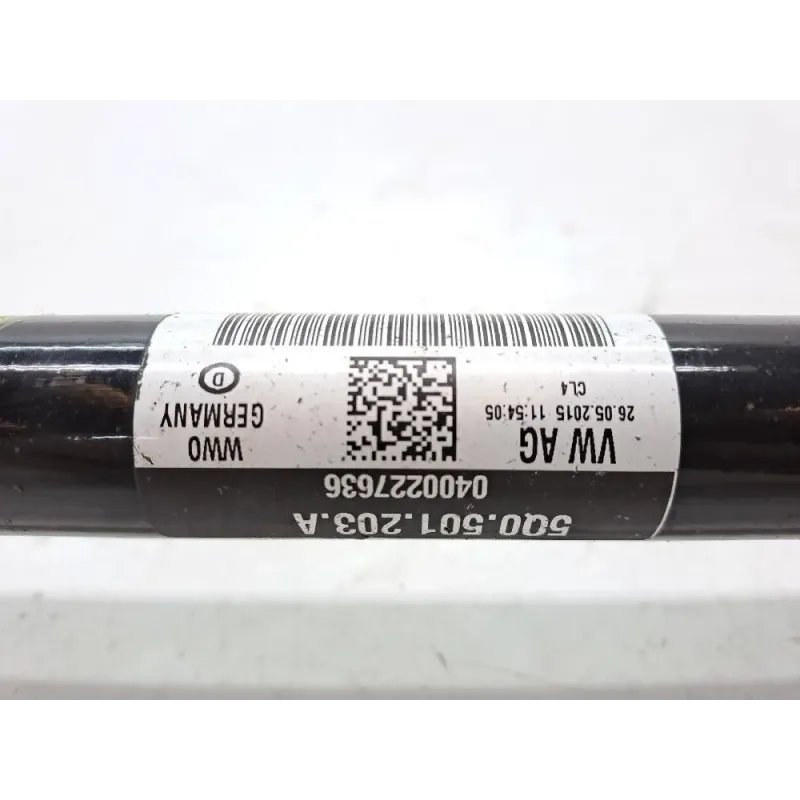 5Q0.501.203.A
0400227636
VW AG
26.05.2015 11:54:05
CL4
WWO
GERMANY
D